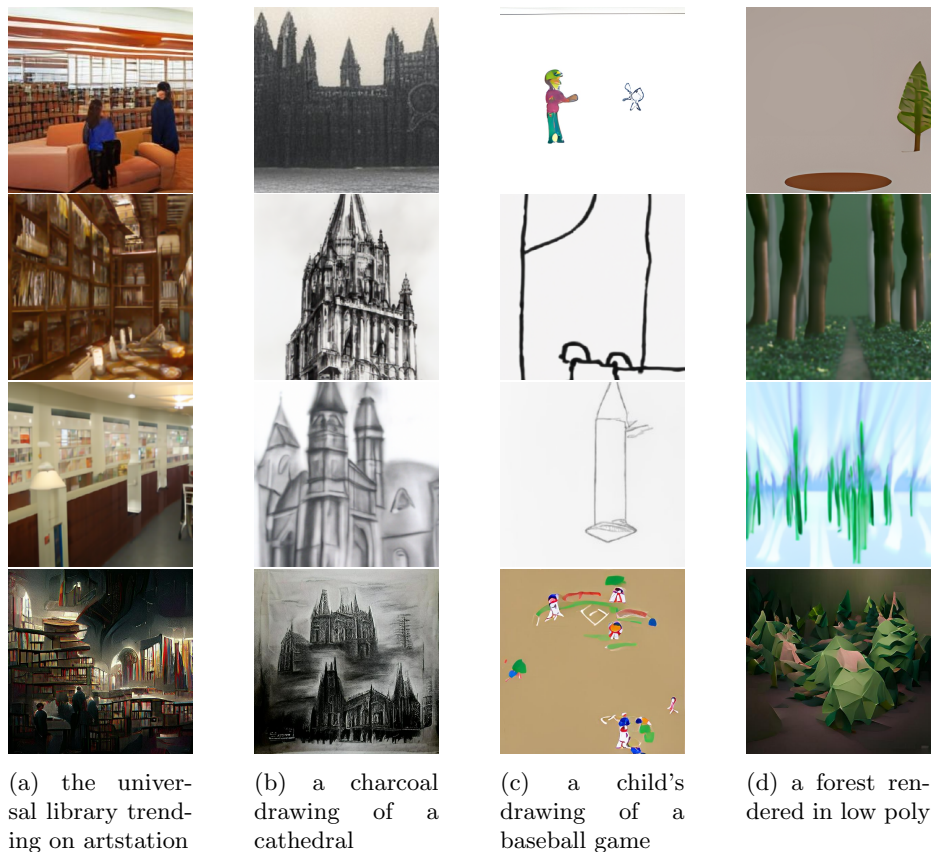 (a) the univer-
sal library trend-
ing on artstation
(b) a charcoal
drawing of a
cathedral
(c) a child's
drawing of a
baseball game
(d) a forest ren-
dered in low poly